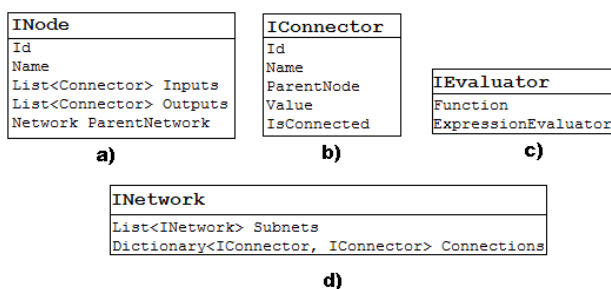 INode
Id
Name
List<Connector> Inputs
List<Connector> Outputs
Network ParentNetwork
a)
IConnector
Id
Name
ParentNode
Value
IsConnected
b)
IEvaluator
Function
ExpressionEvaluator
c)
INetwork
List<INetwork> Subnets
Dictionary<IConnector, IConnector> Connections
d)